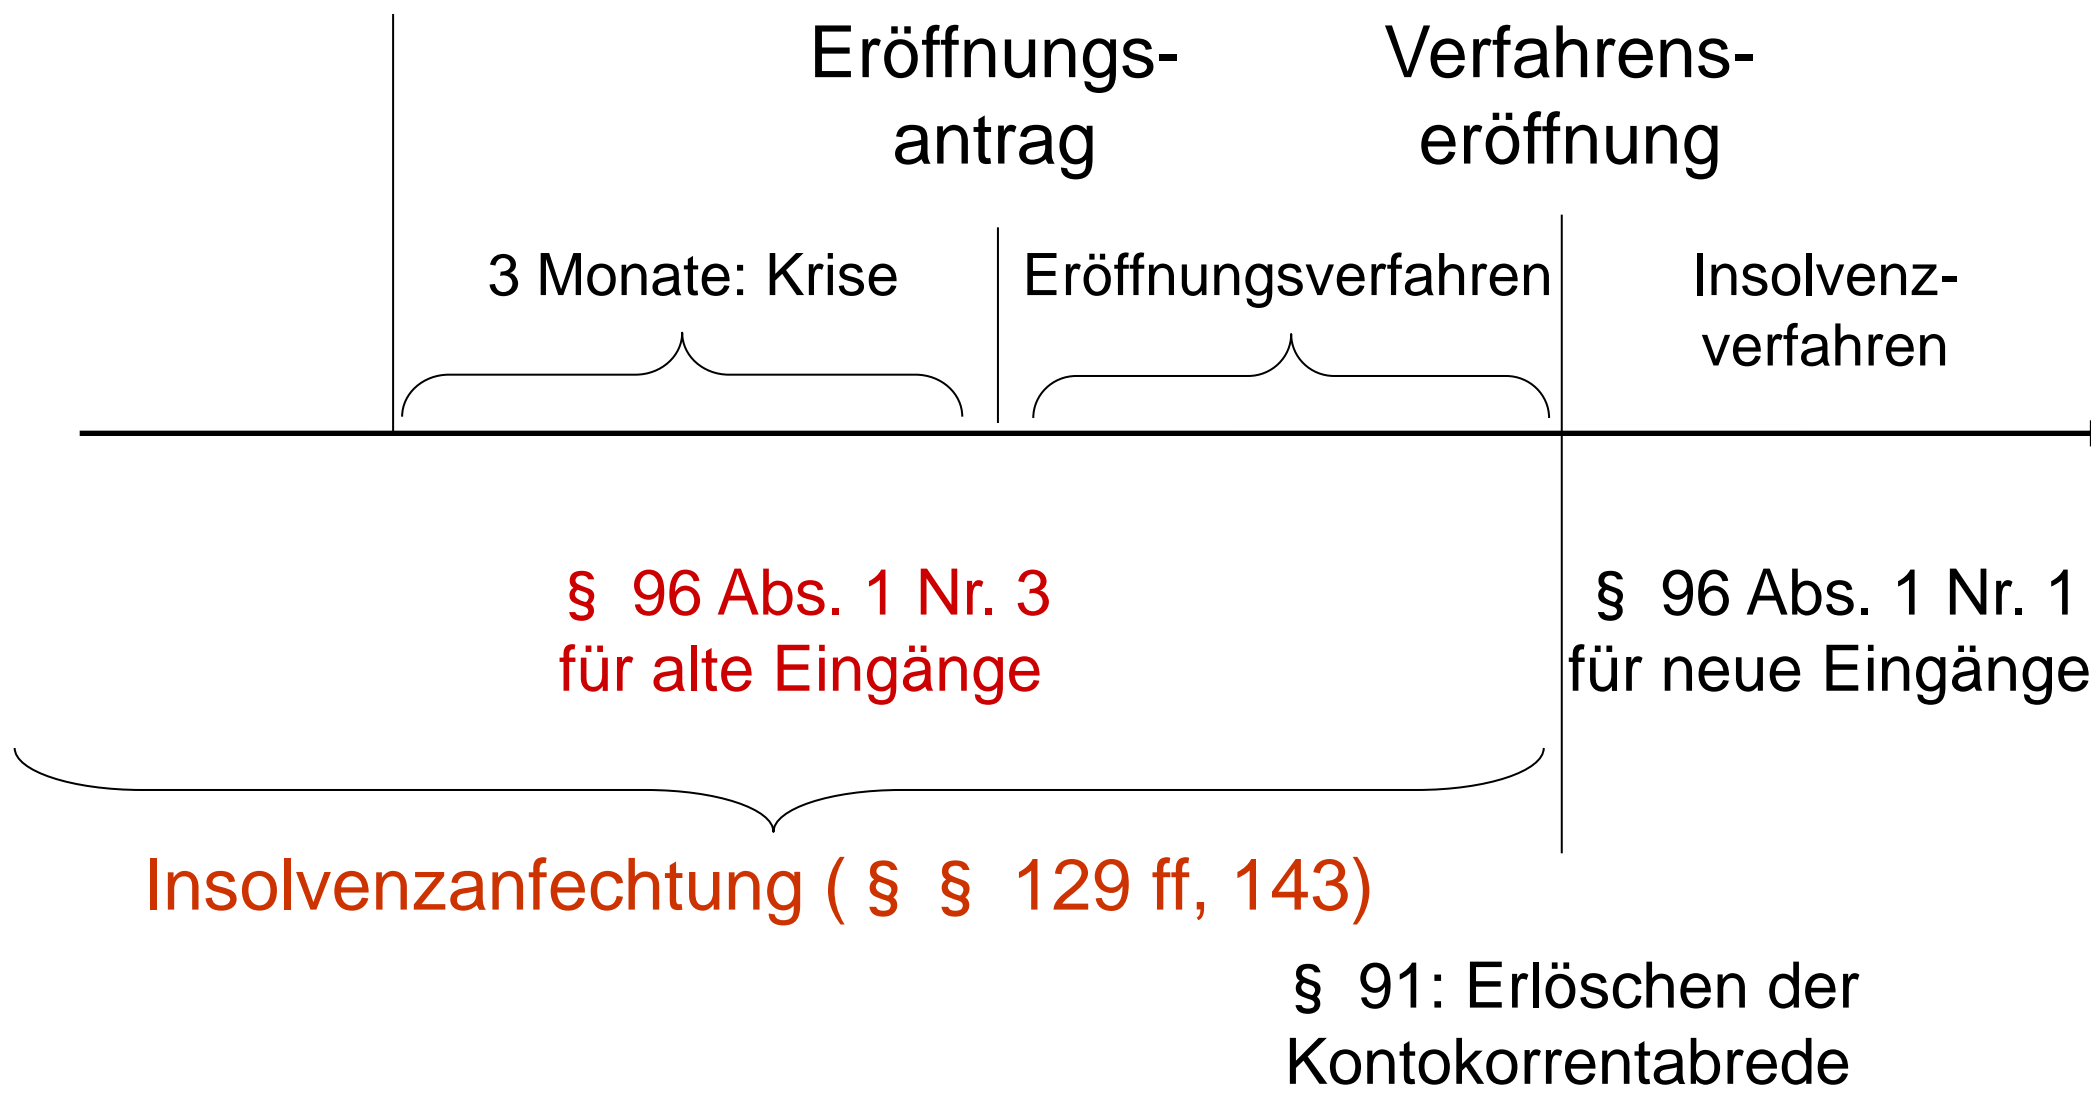 Eröffnungs-
antrag
Verfahrens-
eröffnung
3 Monate: Krise
Eröffnungsverfahren
Insolvenz-
verfahren
§ 96 Abs. 1 Nr. 3
für alte Eingänge
§ 96 Abs. 1 Nr. 1
für neue Eingänge
Insolvenzanfechtung ( § § 129 ff, 143)
§ 91: Erlöschen der
Kontokorrentabrede